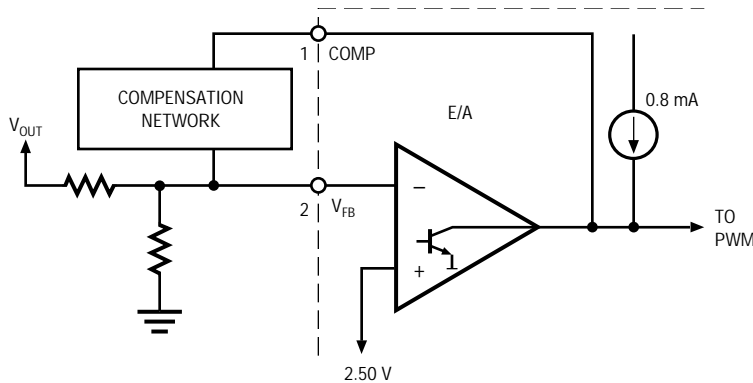 1 COMP
COMPENSATION
NETWORK
E/A
0.8 mA
VOUT
2 VFB
−
+
TO
PWM
2.50 V